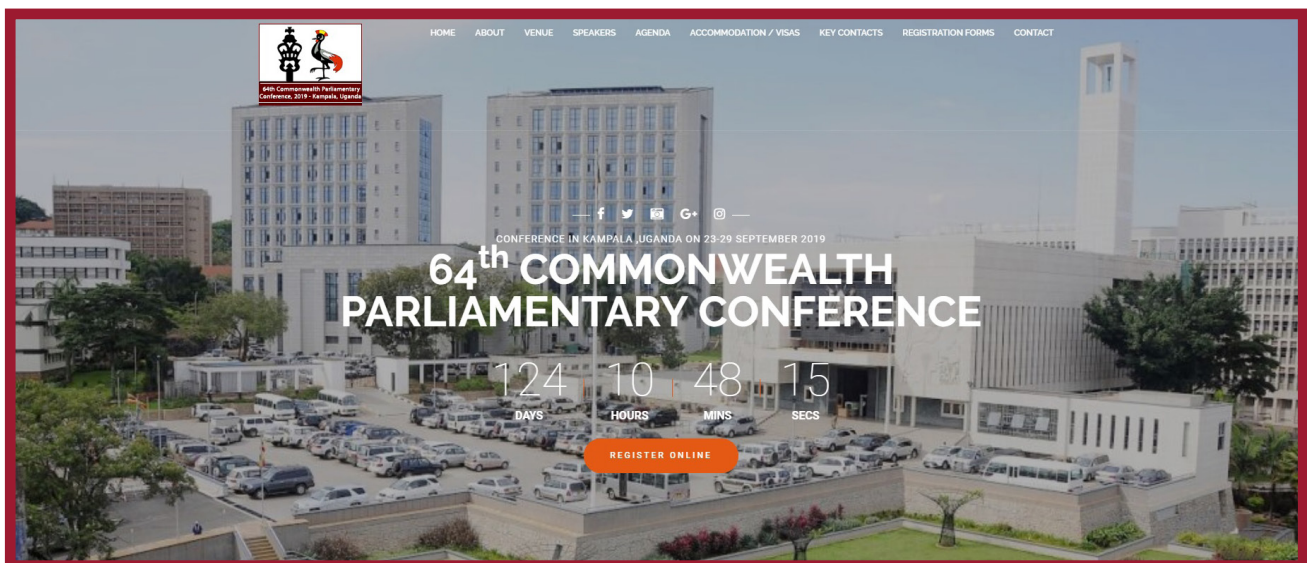 HOME ABOUT VENUE SPEAKERS AGENDA ACCOMMODATION / VISAS KEY CONTACTS REGISTRATION FORMS CONTACT
64th Commonwealth Parliamentary
Conference, 2019 - Kampala, Uganda
CONFERENCE IN KAMPALA ,UGANDA ON 23-29 SEPTEMBER 2019
64th COMMONWEALTH
PARLIAMENTARY CONFERENCE
124 10 48 15
DAYS HOURS MINS SECS
REGISTER ONLINE